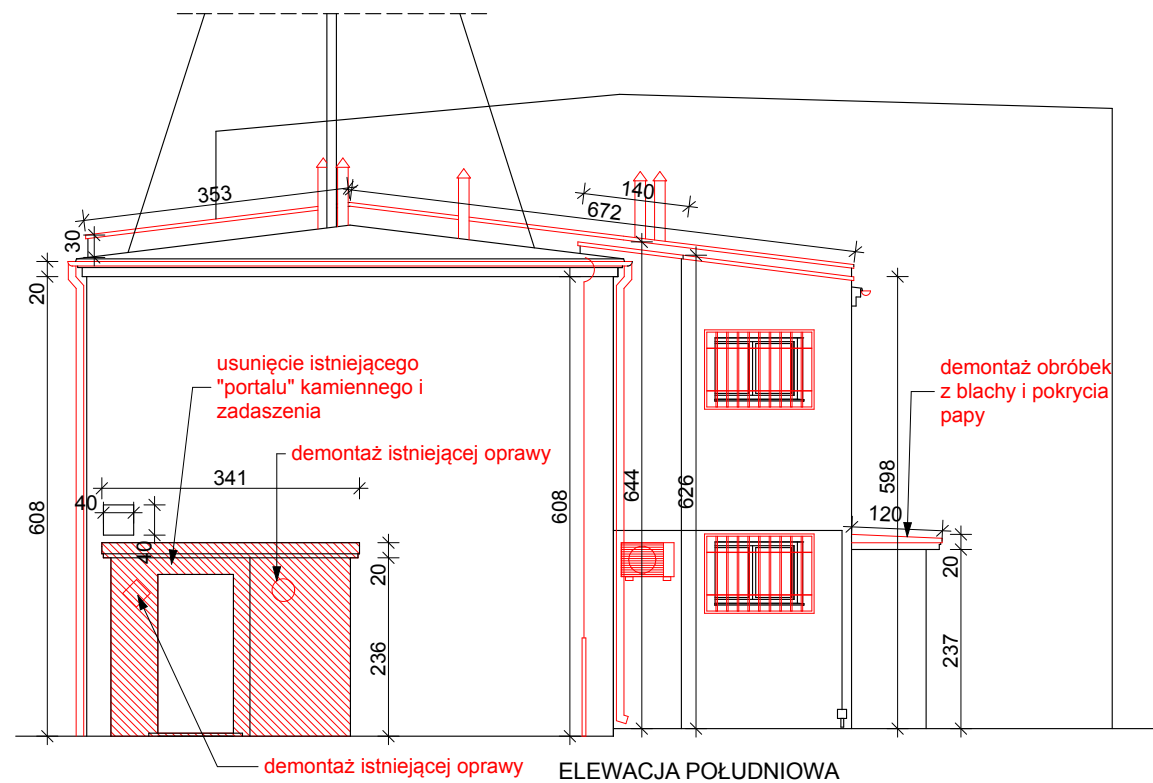 353
140
672
30
20
usunięcie istniejącego
"portalu" kamiennego i
zadaszenia
demontaż obróbek
z blachy i pokrycia
papy
demontaż istniejącej oprawy
341
40
40
608
608
644
626
598
120
20
20
236
237
demontaż istniejącej oprawy
ELEWACJA POŁUDNIOWA